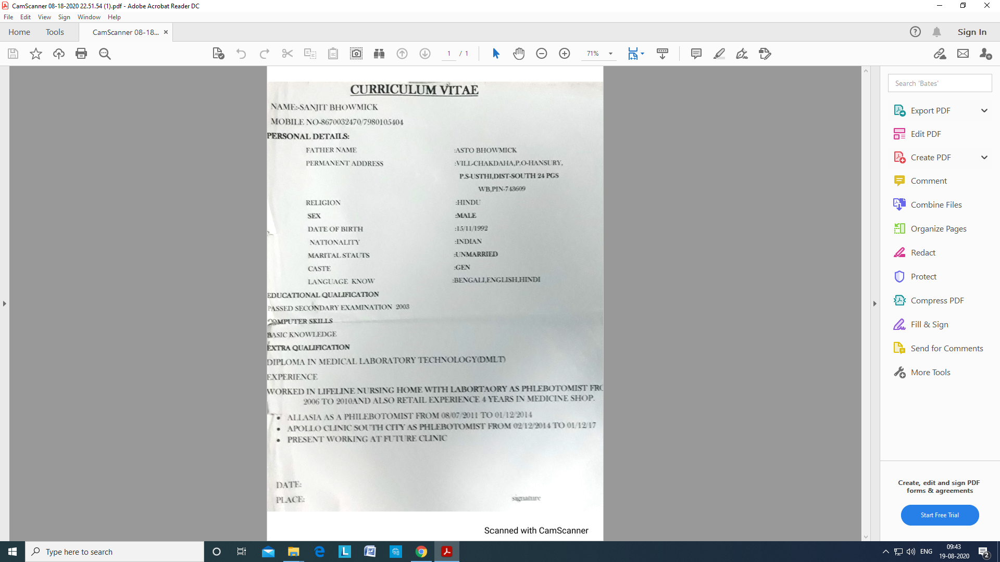 CamScanner 08-18-2020 22.51.54 (1).pdf - Adobe Acrobat Reader DC
File Edit View Sign Window Help
Home Tools CamScanner 08-18... ×
Sign In
1 / 1
71%
CURRICULUM VITAE
NAME:-SANJIT BHOWMICK
MOBILE NO-8670032470/7980105404
PERSONAL DETAILS:
FATHER NAME :ASTO BHOWMICK
PERMANENT ADDRESS :VILL-CHAKDAHA,P.O-HANSURY,
P.S-USTHI,DIST-SOUTH 24 PGS
WB,PIN-743609
RELIGION :HINDU
SEX :MALE
DATE OF BIRTH :15/11/1992
NATIONALITY :INDIAN
MARITAL STAUTS :UNMARRIED
CASTE :GEN
LANGUAGE KNOW :BENGALI,ENGLISH,HINDI
EDUCATIONAL QUALIFICATION
PASSED SECONDARY EXAMINATION 2003
COMPUTER SKILLS
BASIC KNOWLEDGE
EXTRA QUALIFICATION
DIPLOMA IN MEDICAL LABORATORY TECHNOLOGY(DMLT)
EXPERIENCE
WORKED IN LIFELINE NURSING HOME WITH LABORTAORY AS PHLEBOTOMIST FRO
2006 TO 2010AND ALSO RETAIL EXPERIENCE 4 YEARS IN MEDICINE SHOP.
• ALLASIA AS A PHILEBOTOMIST FROM 08/07/2011 TO 01/12/2014
• APOLLO CLINIC SOUTH CITY AS PHLEBOTOMIST FROM 02/12/2014 TO 01/12/17
• PRESENT WORKING AT FUTURE CLINIC
DATE:
PLACE:
signature
Scanned with CamScanner
Search 'Bates'
Export PDF
Edit PDF
Create PDF
Comment
Combine Files
Organize Pages
Redact
Protect
Compress PDF
Fill & Sign
Send for Comments
More Tools
Create, edit and sign PDF
forms & agreements
Start Free Trial
Type here to search
ENG
09:43
19-08-2020
2